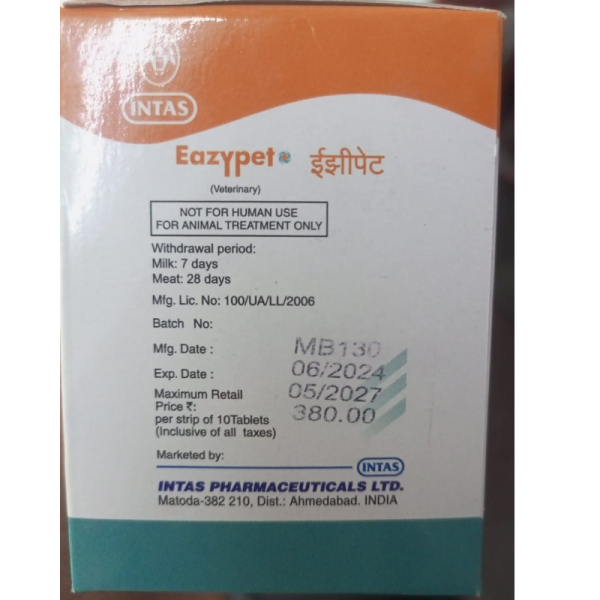 INTAS
Eazypet ईझीपेट
(Veterinary)
NOT FOR HUMAN USE
FOR ANIMAL TREATMENT ONLY
Withdrawal period:
Milk: 7 days
Meat: 28 days
Mfg. Lic. No: 100/UA/LL/2006
Batch No:
Mfg. Date : MB130
Exp. Date : 06/2024
Maximum Retail 05/2027
Price ₹: 380.00
per strip of 10Tablets
(Inclusive of all taxes)
Marketed by:
INTAS
INTAS PHARMACEUTICALS LTD.
Matoda-382 210, Dist.: Ahmedabad. INDIA